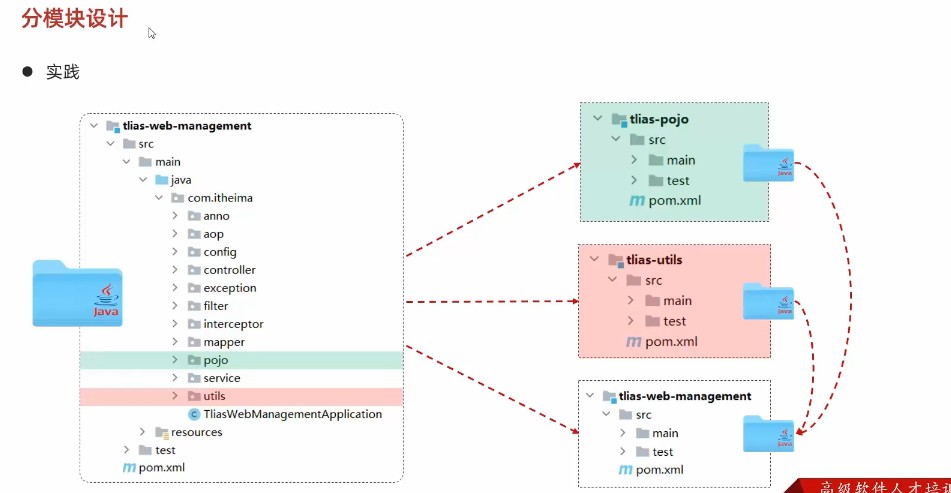 分模块设计
实践
tlias-web-management
src
main
java
com.itheima
anno
aop
config
controller
exception
filter
interceptor
mapper
pojo
service
utils
TliasWebManagementApplication
resources
test
pom.xml
Java
tlias-pojo
src
main
test
pom.xml
Java
tlias-utils
src
main
test
pom.xml
Java
tlias-web-management
src
main
test
pom.xml
Java
高级软件人才培训